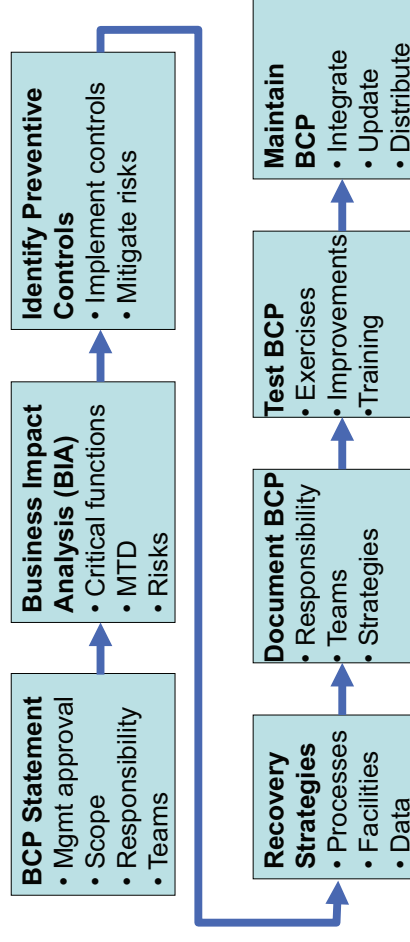 BCP Statement
• Mgmt approval
• Scope
• Responsibility
• Teams
Business Impact
Analysis (BIA)
• Critical functions
• MTD
• Risks
Identify Preventive
Controls
• Implement controls
• Mitigate risks
Recovery
Strategies
• Processes
• Facilities
• Data
Document BCP
• Responsibility
• Teams
• Strategies
Test BCP
• Exercises
• Improvements
•Training
Maintain
BCP
• Integrate
• Update
• Distribute